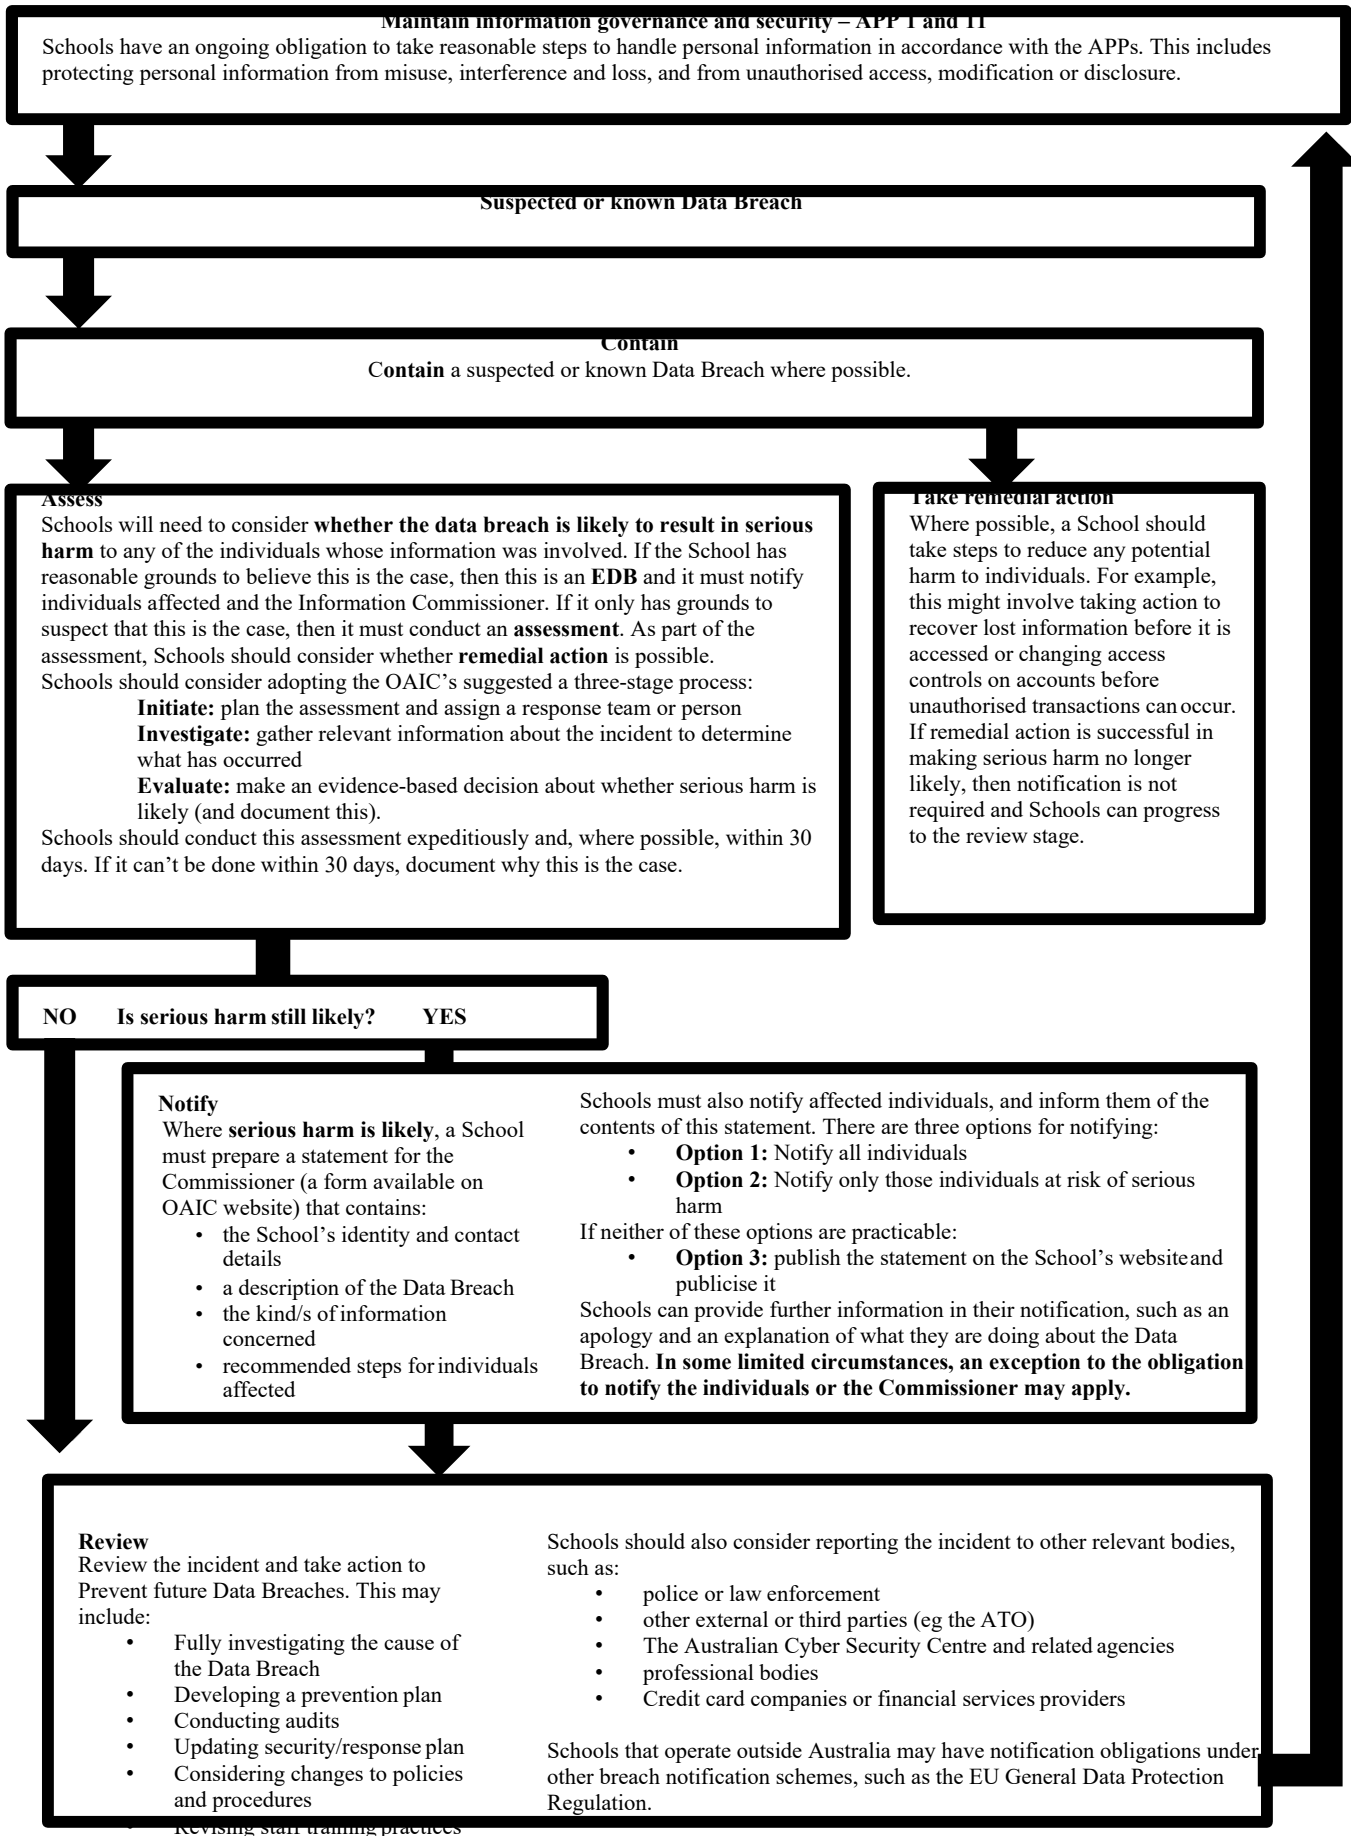 Maintain information governance and security – APP 1 and 11
Schools have an ongoing obligation to take reasonable steps to handle personal information in accordance with the APPs. This includes
protecting personal information from misuse, interference and loss, and from unauthorised access, modification or disclosure.
Suspected or known Data Breach
Contain
Contain a suspected or known Data Breach where possible.
Assess
Schools will need to consider whether the data breach is likely to result in serious
harm to any of the individuals whose information was involved. If the School has
reasonable grounds to believe this is the case, then this is an EDB and it must notify
individuals affected and the Information Commissioner. If it only has grounds to
suspect that this is the case, then it must conduct an assessment. As part of the
assessment, Schools should consider whether remedial action is possible.
Schools should consider adopting the OAIC's suggested a three-stage process:
Initiate: plan the assessment and assign a response team or person
Investigate: gather relevant information about the incident to determine
what has occurred
Evaluate: make an evidence-based decision about whether serious harm is
likely (and document this).
Schools should conduct this assessment expeditiously and, where possible, within 30
days. If it can't be done within 30 days, document why this is the case.
Take remedial action
Where possible, a School should
take steps to reduce any potential
harm to individuals. For example,
this might involve taking action to
recover lost information before it is
accessed or changing access
controls on accounts before
unauthorised transactions can occur.
If remedial action is successful in
making serious harm no longer
likely, then notification is not
required and Schools can progress
to the review stage.
NO Is serious harm still likely? YES
Notify
Where serious harm is likely, a School
must prepare a statement for the
Commissioner (a form available on
OAIC website) that contains:
• the School's identity and contact
details
• a description of the Data Breach
• the kind/s of information
concerned
• recommended steps for individuals
affected
Schools must also notify affected individuals, and inform them of the
contents of this statement. There are three options for notifying:
• Option 1: Notify all individuals
• Option 2: Notify only those individuals at risk of serious
harm
If neither of these options are practicable:
• Option 3: publish the statement on the School's website and
publicise it
Schools can provide further information in their notification, such as an
apology and an explanation of what they are doing about the Data
Breach. In some limited circumstances, an exception to the obligation
to notify the individuals or the Commissioner may apply.
Review
Review the incident and take action to
Prevent future Data Breaches. This may
include:
• Fully investigating the cause of
the Data Breach
• Developing a prevention plan
• Conducting audits
• Updating security/response plan
• Considering changes to policies
and procedures
• Revising staff training practices
Schools should also consider reporting the incident to other relevant bodies,
such as:
• police or law enforcement
• other external or third parties (eg the ATO)
• The Australian Cyber Security Centre and related agencies
• professional bodies
• Credit card companies or financial services providers
Schools that operate outside Australia may have notification obligations under
other breach notification schemes, such as the EU General Data Protection
Regulation.